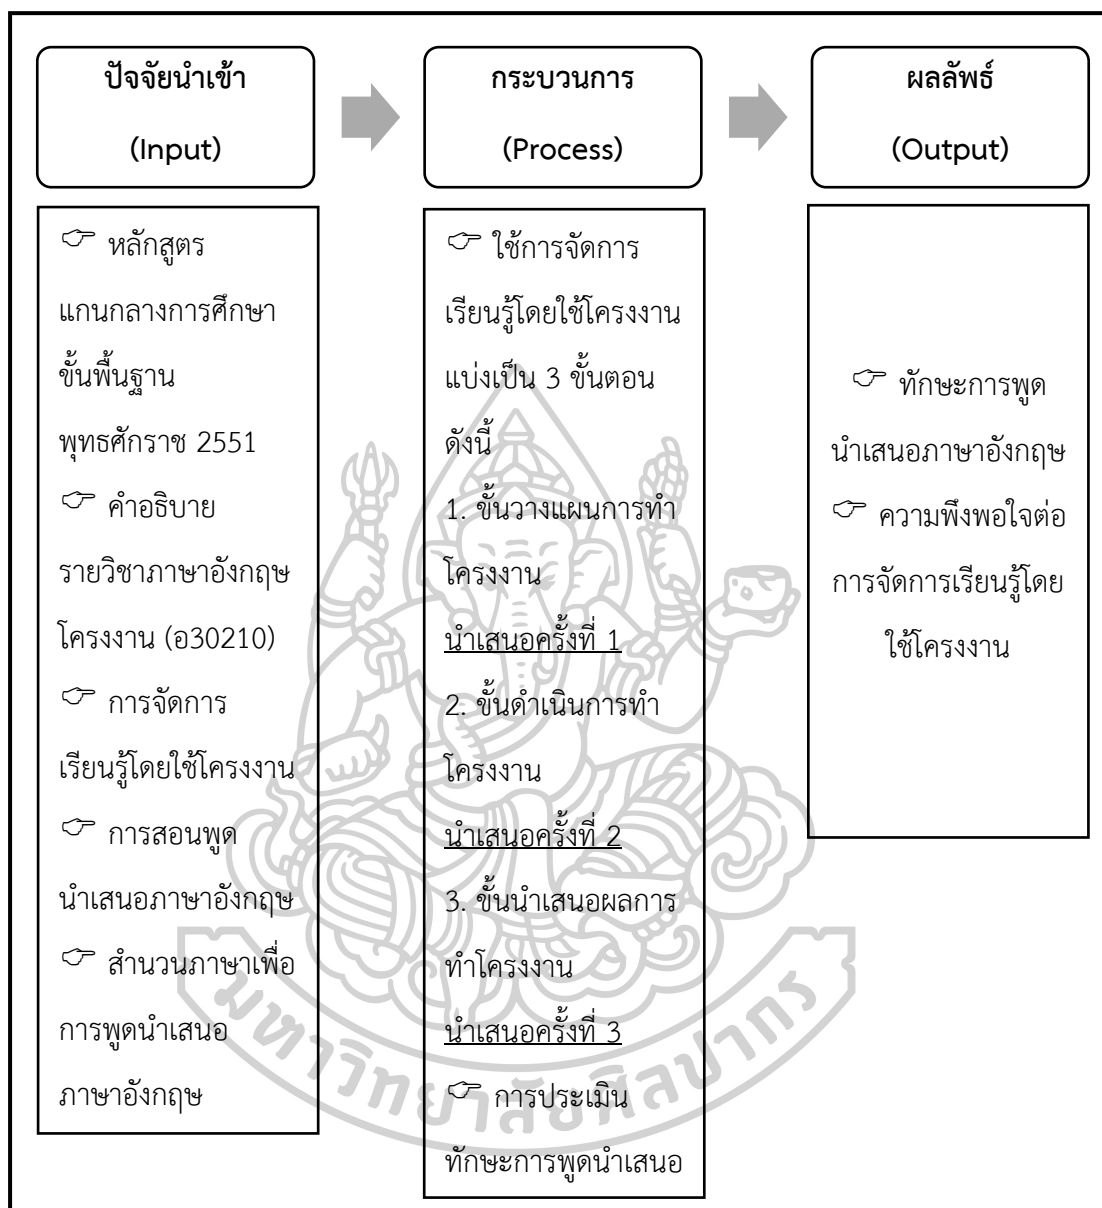 ปัจจัยนำเข้า
(Input)
หลักสูตร
แกนกลางการศึกษา
ขั้นพื้นฐาน
พุทธศักราช 2551
คำอธิบาย
รายวิชาภาษาอังกฤษ
โครงงาน (อ30210)
การจัดการ
เรียนรู้โดยใช้โครงงาน
การสอนพูด
นำเสนอภาษาอังกฤษ
สำนวนภาษาเพื่อ
การพูดนำเสนอ
ภาษาอังกฤษ
กระบวนการ
(Process)
ใช้การจัดการ
เรียนรู้โดยใช้โครงงาน
แบ่งเป็น 3 ขั้นตอน
ดังนี้
1. ขั้นวางแผนการทำ
โครงงาน
นำเสนอครั้งที่ 1
2. ขั้นดำเนินการทำ
โครงงาน
นำเสนอครั้งที่ 2
3. ขั้นนำเสนอผลการ
ทำโครงงาน
นำเสนอครั้งที่ 3
การประเมิน
ทักษะการพูดนำเสนอ
ผลลัพธ์
(Output)
ทักษะการพูด
นำเสนอภาษาอังกฤษ
ความพึงพอใจต่อ
การจัดการเรียนรู้โดย
ใช้โครงงาน
มหาวิทยาลัยศิลปากร